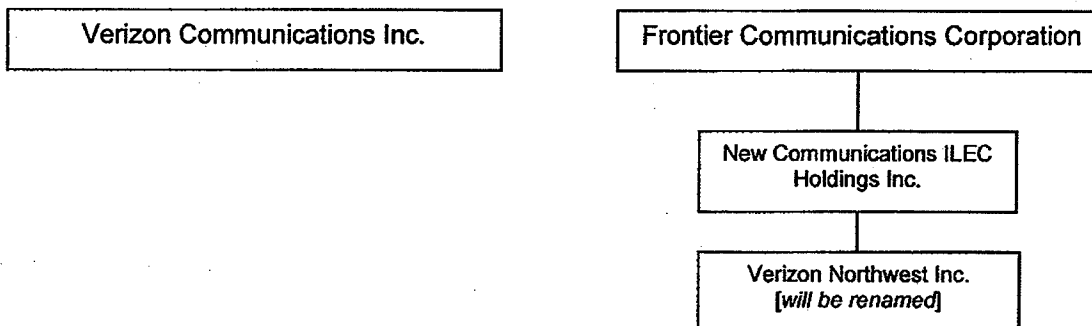 Verizon Communications Inc.
Frontier Communications Corporation
New Communications ILEC
Holdings Inc.
Verizon Northwest Inc.
[will be renamed]